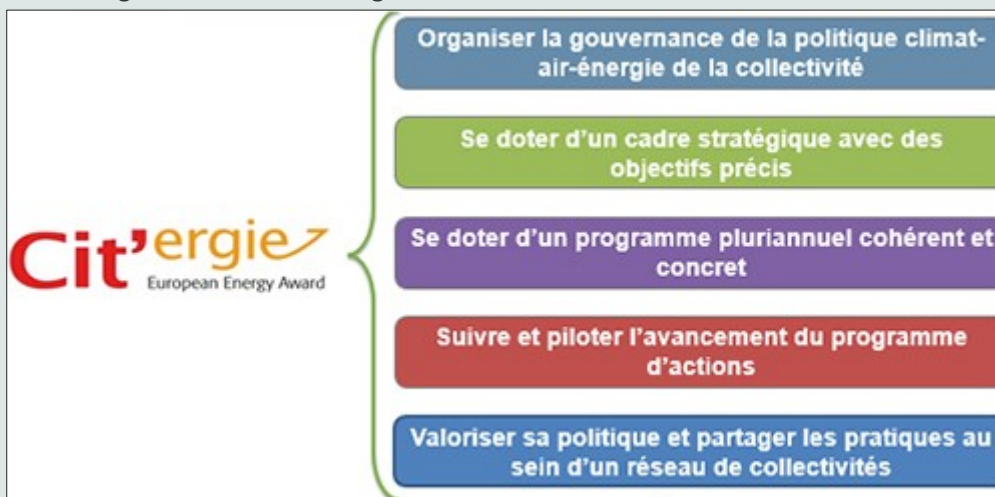 Cit'ergie
European Energy Award
Organiser la gouvernance de la politique climat-
air-énergie de la collectivité
Se doter d'un cadre stratégique avec des
objectifs précis
Se doter d'un programme pluriannuel cohérent et
concret
Suivre et piloter l'avancement du programme
d'actions
Valoriser sa politique et partager les pratiques au
sein d'un réseau de collectivités